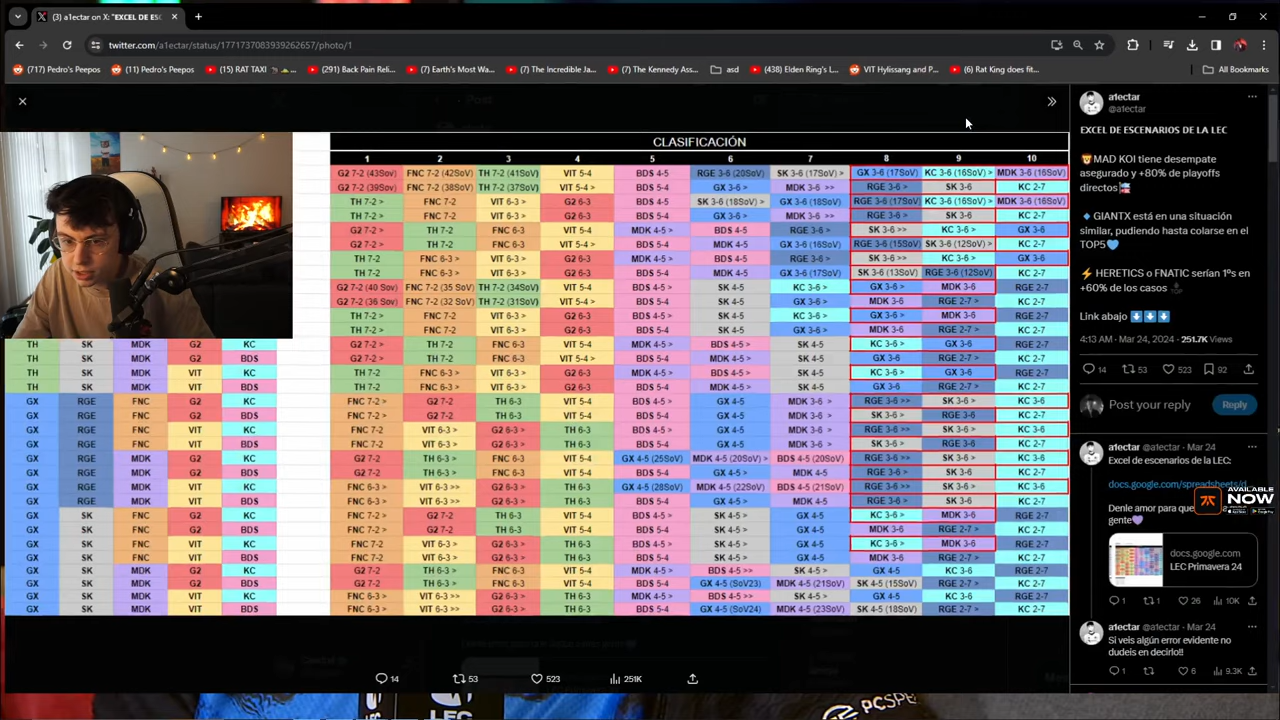 (3) a1ectar on X: "EXCEL DE ESC
twitter.com/a1ectar/status/1771737083939262657/photo/1
(717) Pedro's Peepos
(11) Pedro's Peepos
(15) RAT TAXI
(291) Back Pain Reli...
(7) Earth's Most Wa...
(7) The Incredible Ja...
(7) The Kennedy Ass...
asd
(438) Elden Ring's L...
VIT Hylissang and P...
(6) Rat King does fit...
All Bookmarks
Post
CLASIFICACIÓN
1 2 3 4 5 6 7 8 9 10
G2 7-2 (43SoV) FNC 7-2 (42SoV) TH 7-2 (41SoV) VIT 5-4 BDS 4-5 RGE 3-6 (20SoV) SK 3-6 (17SoV) > GX 3-6 (17SoV) KC 3-6 (16SoV) > MDK 3-6 (16SoV)
G2 7-2 (39Sov) FNC 7-2 (38SoV) TH 7-2 (37SoV) VIT 5-4 > BDS 4-5 GX 3-6 > MDK 3-6 >> RGE 3-6 > SK 3-6 KC 2-7
TH 7-2 > FNC 7-2 VIT 6-3 > G2 6-3 BDS 4-5 SK 3-6 (18SoV) > GX 3-6 (18SoV) RGE 3-6 (17SoV) KC 3-6 (16SoV) > MDK 3-6 (16SoV)
TH 7-2 > FNC 7-2 VIT 6-3 > G2 6-3 BDS 4-5 GX 3-6 > MDK 3-6 >> RGE 3-6 > SK 3-6 KC 2-7
G2 7-2 > TH 7-2 FNC 6-3 VIT 5-4 MDK 4-5 > BDS 4-5 RGE 3-6 > SK 3-6 >> KC 3-6 > GX 3-6
G2 7-2 > TH 7-2 FNC 6-3 VIT 5-4 > MDK 4-5 > BDS 4-5 GX 3-6 (16SoV) RGE 3-6 (15SoV) SK 3-6 (12SoV) > KC 2-7
TH 7-2 FNC 6-3 > VIT 6-3 G2 6-3 MDK 4-5 > BDS 4-5 RGE 3-6 > SK 3-6 >> KC 3-6 > GX 3-6
TH 7-2 FNC 6-3 > VIT 6-3 G2 6-3 BDS 4-5 MDK 4-5 GX 3-6 (17SoV) SK 3-6 (13SoV) RGE 3-6 (12SoV) KC 2-7
G2 7-2 (40 Sov) FNC 7-2 (35 SoV) TH 7-2 (34SoV) VIT 5-4 BDS 4-5 > SK 4-5 KC 3-6 > GX 3-6 > MDK 3-6 RGE 2-7
G2 7-2 (36 Sov) FNC 7-2 (32 SoV) TH 7-2 (31SoV) VIT 5-4 > BDS 4-5 > SK 4-5 GX 3-6 MDK 3-6 RGE 2-7 > KC 2-7
TH 7-2 > FNC 7-2 VIT 6-3 > G2 6-3 BDS 4-5 > SK 4-5 KC 3-6 > GX 3-6 > MDK 3-6 RGE 2-7
TH 7-2 > FNC 7-2 VIT 6-3 > G2 6-3 BDS 4-5 > SK 4-5 GX 3-6 > MDK 3-6 RGE 2-7 > KC 2-7
TH SK MDK G2 KC G2 7-2 > TH 7-2 FNC 6-3 VIT 5-4 MDK 4-5 > BDS 4-5 > SK 4-5 KC 3-6 > GX 3-6 RGE 2-7
TH SK MDK G2 BDS G2 7-2 > TH 7-2 FNC 6-3 VIT 5-4 > BDS 4-5 > MDK 4-5 > SK 4-5 GX 3-6 RGE 2-7 > KC 2-7
TH SK MDK VIT KC TH 7-2 FNC 6-3 > VIT 6-3 > G2 6-3 MDK 4-5 > BDS 4-5 > SK 4-5 KC 3-6 > GX 3-6 RGE 2-7
TH SK MDK VIT BDS TH 7-2 FNC 6-3 > VIT 6-3 > G2 6-3 BDS 4-5 > MDK 4-5 > SK 4-5 GX 3-6 RGE 2-7 > KC 2-7
GX RGE FNC G2 KC FNC 7-2 > G2 7-2 TH 6-3 VIT 5-4 BDS 4-5 > GX 4-5 MDK 3-6 > RGE 3-6 >> SK 3-6 > KC 3-6
GX RGE FNC G2 BDS FNC 7-2 > G2 7-2 TH 6-3 VIT 5-4 BDS 5-4 GX 4-5 MDK 3-6 > SK 3-6 > RGE 3-6 KC 2-7
GX RGE FNC VIT KC FNC 7-2 VIT 6-3 > G2 6-3 > TH 6-3 BDS 4-5 > GX 4-5 MDK 3-6 > RGE 3-6 >> SK 3-6 > KC 3-6
GX RGE FNC VIT BDS FNC 7-2 VIT 6-3 > G2 6-3 > TH 6-3 BDS 5-4 GX 4-5 MDK 3-6 > SK 3-6 > RGE 3-6 > KC 2-7
GX RGE MDK G2 KC G2 7-2 TH 6-3 > FNC 6-3 VIT 5-4 GX 4-5 (25SoV) MDK 4-5 (20SoV) > BDS 4-5 (20SoV) RGE 3-6 > SK 3-6 > KC 3-6
GX RGE MDK G2 BDS G2 7-2 TH 6-3 > FNC 6-3 VIT 5-4 BDS 5-4 GX 4-5 > MDK 4-5 RGE 3-6 > SK 3-6 KC 2-7
GX RGE MDK VIT KC FNC 6-3 > VIT 6-3 >> G2 6-3 > TH 6-3 GX 4-5 (28SoV) MDK 4-5 (22SoV) BDS 4-5 (21SoV) RGE 3-6 >> SK 3-6 > KC 3-6
GX RGE MDK VIT BDS FNC 6-3 > VIT 6-3 >> G2 6-3 > TH 6-3 BDS 5-4 GX 4-5 > MDK 4-5 RGE 3-6 > SK 3-6 KC 2-7
GX SK FNC G2 KC FNC 7-2 > G2 7-2 TH 6-3 VIT 5-4 BDS 4-5 >> SK 4-5 > GX 4-5 KC 3-6 > MDK 3-6 RGE 2-7
GX SK FNC G2 BDS FNC 7-2 > G2 7-2 TH 6-3 VIT 5-4 BDS 5-4 SK 4-5 > GX 4-5 MDK 3-6 RGE 2-7 > KC 2-7
GX SK FNC VIT KC FNC 7-2 VIT 6-3 > G2 6-3 > TH 6-3 BDS 4-5 >> SK 4-5 > GX 4-5 KC 3-6 > MDK 3-6 RGE 2-7
GX SK FNC VIT BDS FNC 7-2 VIT 6-3 > G2 6-3 > TH 6-3 BDS 5-4 SK 4-5 > GX 4-5 MDK 3-6 RGE 2-7 > KC 2-7
GX SK MDK G2 KC G2 7-2 TH 6-3 > FNC 6-3 VIT 5-4 MDK 4-5 > BDS 4-5 >> SK 4-5 > GX 4-5 KC 3-6 RGE 2-7
GX SK MDK G2 BDS G2 7-2 TH 6-3 > FNC 6-3 VIT 5-4 BDS 5-4 GX 4-5 (SoV23) MDK 4-5 (21SoV) SK 4-5 (15SoV) RGE 2-7 > KC 2-7
GX SK MDK VIT KC FNC 6-3 > VIT 6-3 >> G2 6-3 > TH 6-3 MDK 4-5 > BDS 4-5 >> SK 4-5 > GX 4-5 KC 3-6 RGE 2-7
GX SK MDK VIT BDS FNC 6-3 > VIT 6-3 >> G2 6-3 > TH 6-3 BDS 5-4 GX 4-5 (SoV24) MDK 4-5 (23SoV) SK 4-5 (18SoV) RGE 2-7 > KC 2-7
14 53 523 251K
a1ectar
@a1ectar
EXCEL DE ESCENARIOS DE LA LEC
MAD KOI tiene desempate
asegurado y +80% de playoff
directos
GIANTX está en una situación
similar, pudiendo hasta colarse en el
TOP5
HERETICS o FNATIC serían 1ºs en
+60% de los casos
Link abajo
4:13 AM · Mar 24, 2024 · 251.7K Views
14 53 523 92
Post your reply
Reply
a1ectar @a1ectar · Mar 24
Excel de escenarios de la LEC:
docs.google.com/spreadsheets/d
Denle amor para que
gente
docs.google.com
LEC Primavera 24
1 1 26 10K
AVAILABLE
NOW
a1ectar @a1ectar · Mar 24
Si veis algún error evidente no
dudeis en decirlo!!
1 6 9.3K
LEC
PCSPE